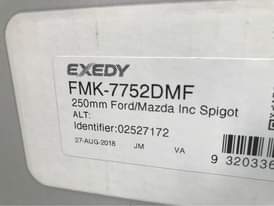 EXEDY
FMK-7752DMF
250mm Ford/Mazda Inc Spigot
ALT:
Identifier:02527172
27-AUG-2018 JM VA
9 320336